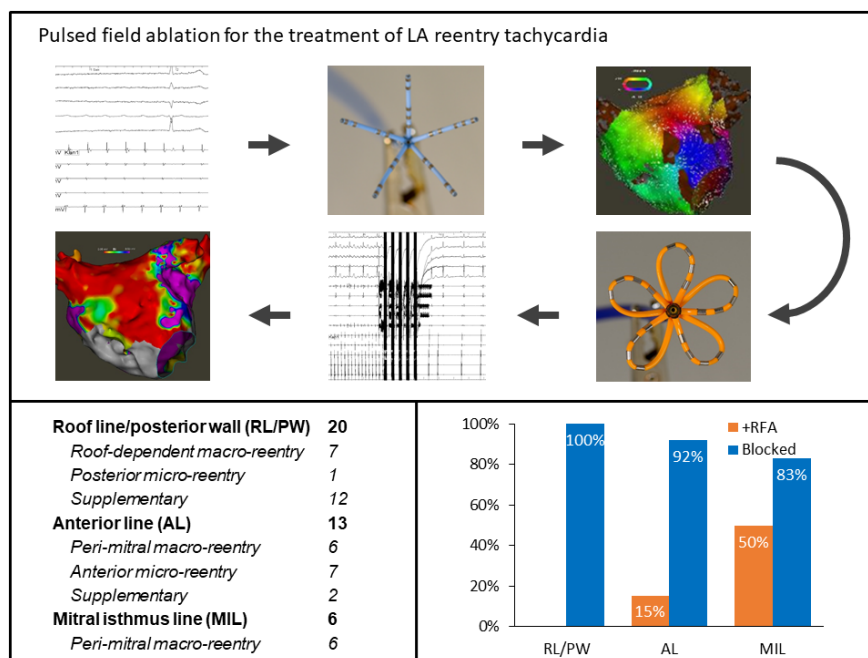 Pulsed field ablation for the treatment of LA reentry tachycardia
Roof line/posterior wall (RL/PW) 20
Roof-dependent macro-reentry 7
Posterior micro-reentry 1
Supplementary 12
Anterior line (AL) 13
Peri-mitral macro-reentry 6
Anterior micro-reentry 7
Supplementary 2
Mitral isthmus line (MIL) 6
Peri-mitral macro-reentry 6
100%
80%
60%
40%
20%
0%
+RFA
Blocked
100%
15%
92%
50%
83%
RL/PW AL MIL